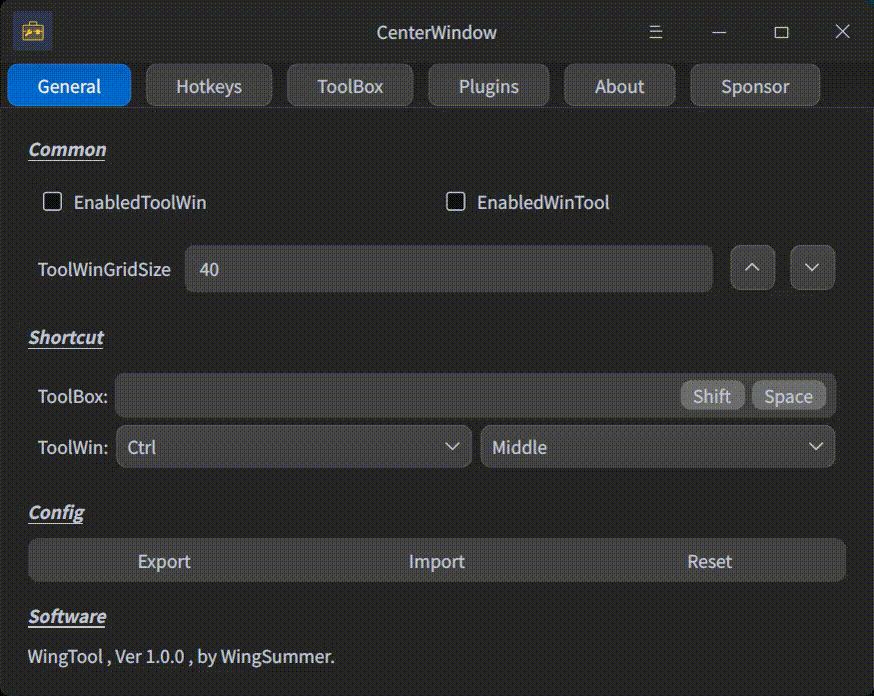 CenterWindow
General Hotkeys ToolBox Plugins About Sponsor
Common
EnabledToolWin EnabledWinTool
ToolWinGridSize 40
Shortcut
ToolBox: Shift Space
ToolWin: Ctrl Middle
Config
Export Import Reset
Software
WingTool , Ver 1.0.0 , by WingSummer.